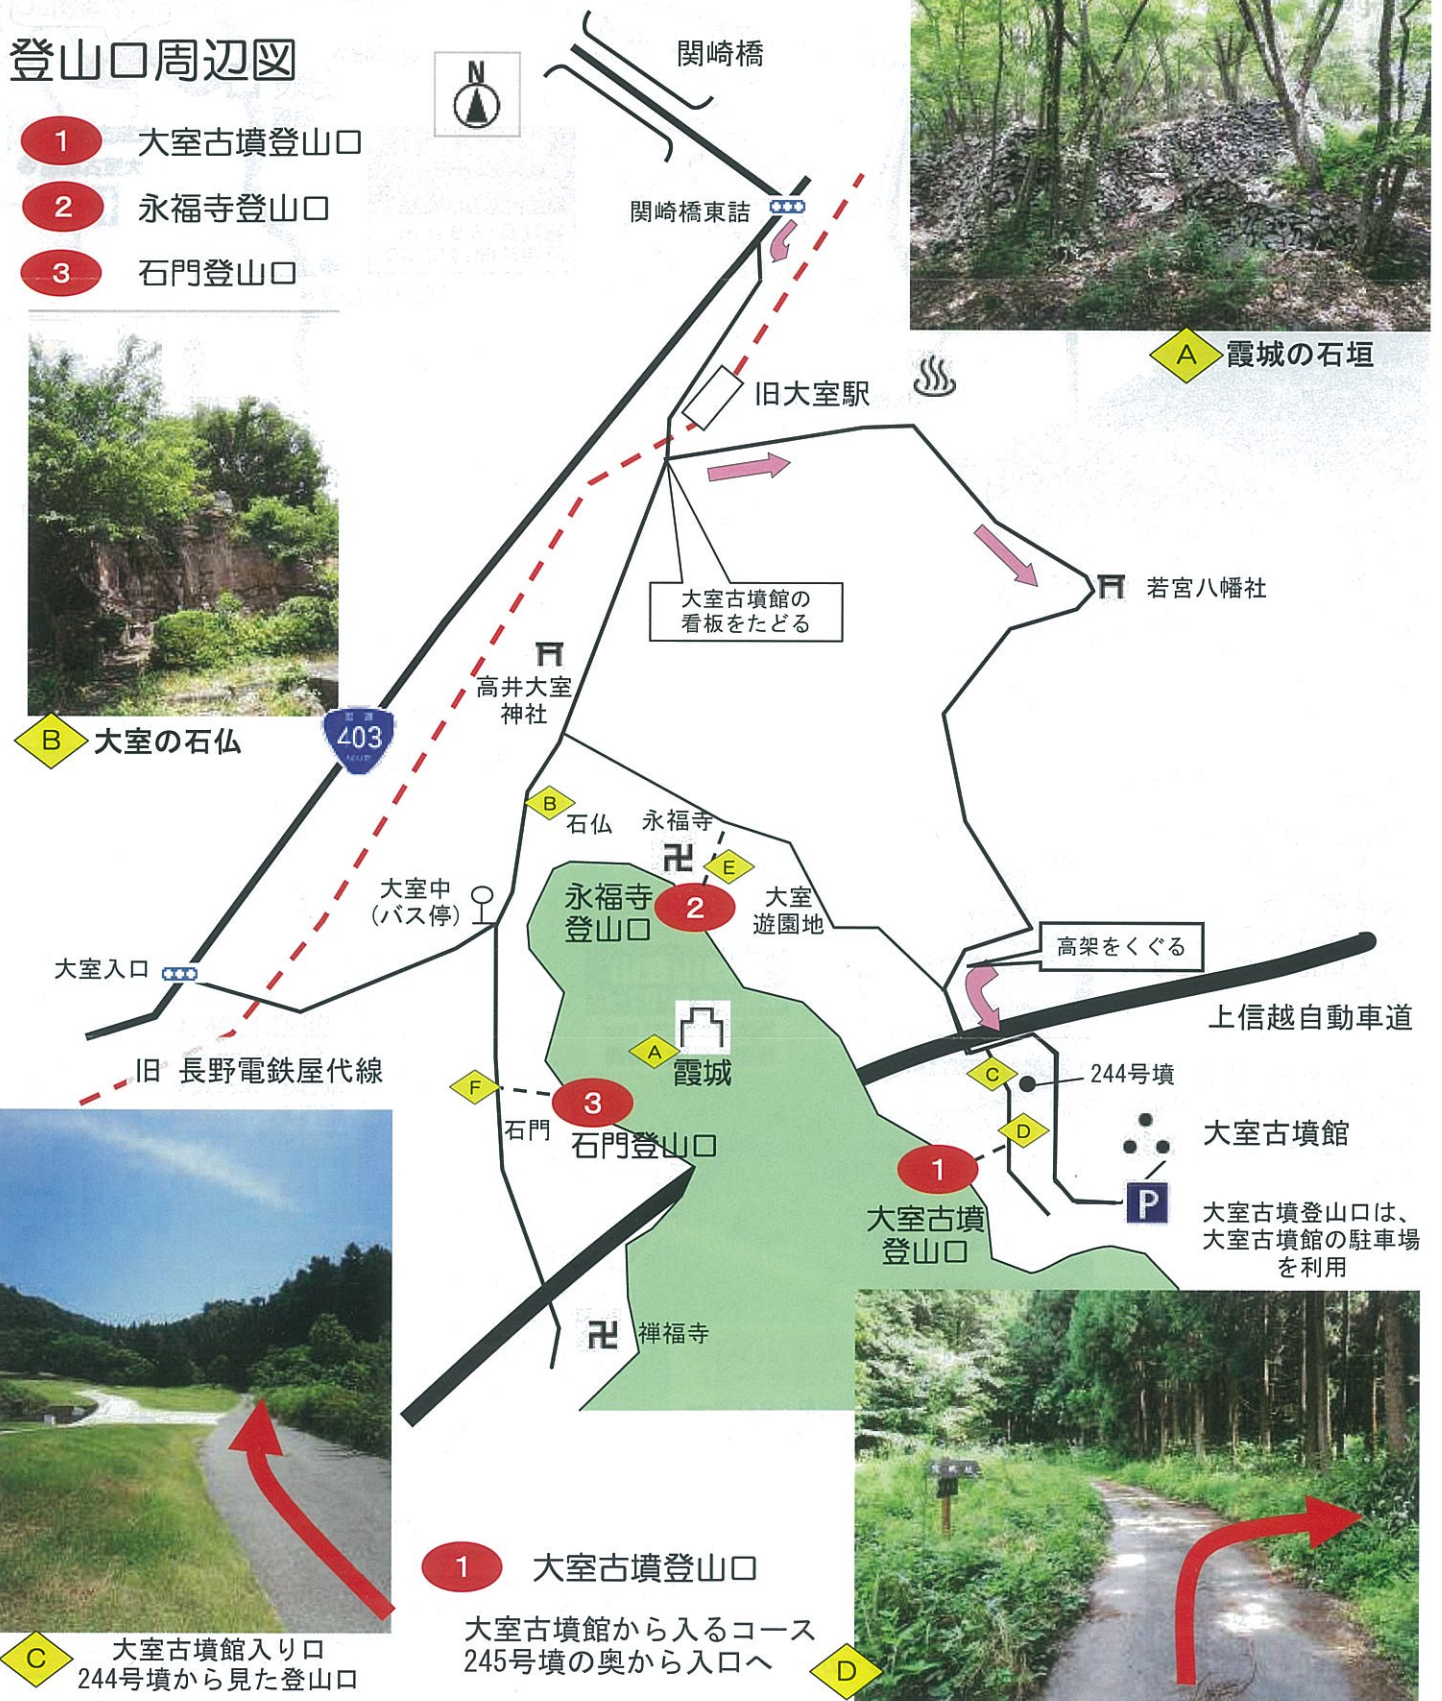 登山口周辺図
N
1 大室古墳登山口
2 永福寺登山口
3 石門登山口
関崎橋
関崎橋東詰
A 霞城の石垣
旧大室駅
大室古墳館の
看板をたどる
若宮八幡社
高井大室
神社
B 大室の石仏
403
B
石仏
永福寺
卍
E
大室中
(バス停)
永福寺
登山口
2
大室
遊園地
大室入口
高架をくぐる
上信越自動車道
A
霞城
旧 長野電鉄屋代線
F
石門
3
石門登山口
C
244号墳
D
大室古墳館
1
大室古墳
登山口
P
大室古墳登山口は、
大室古墳館の駐車場
を利用
卍 禅福寺
1 大室古墳登山口
大室古墳館から入るコース
245号墳の奥から入口へ
C 大室古墳館入り口
244号墳から見た登山口
D